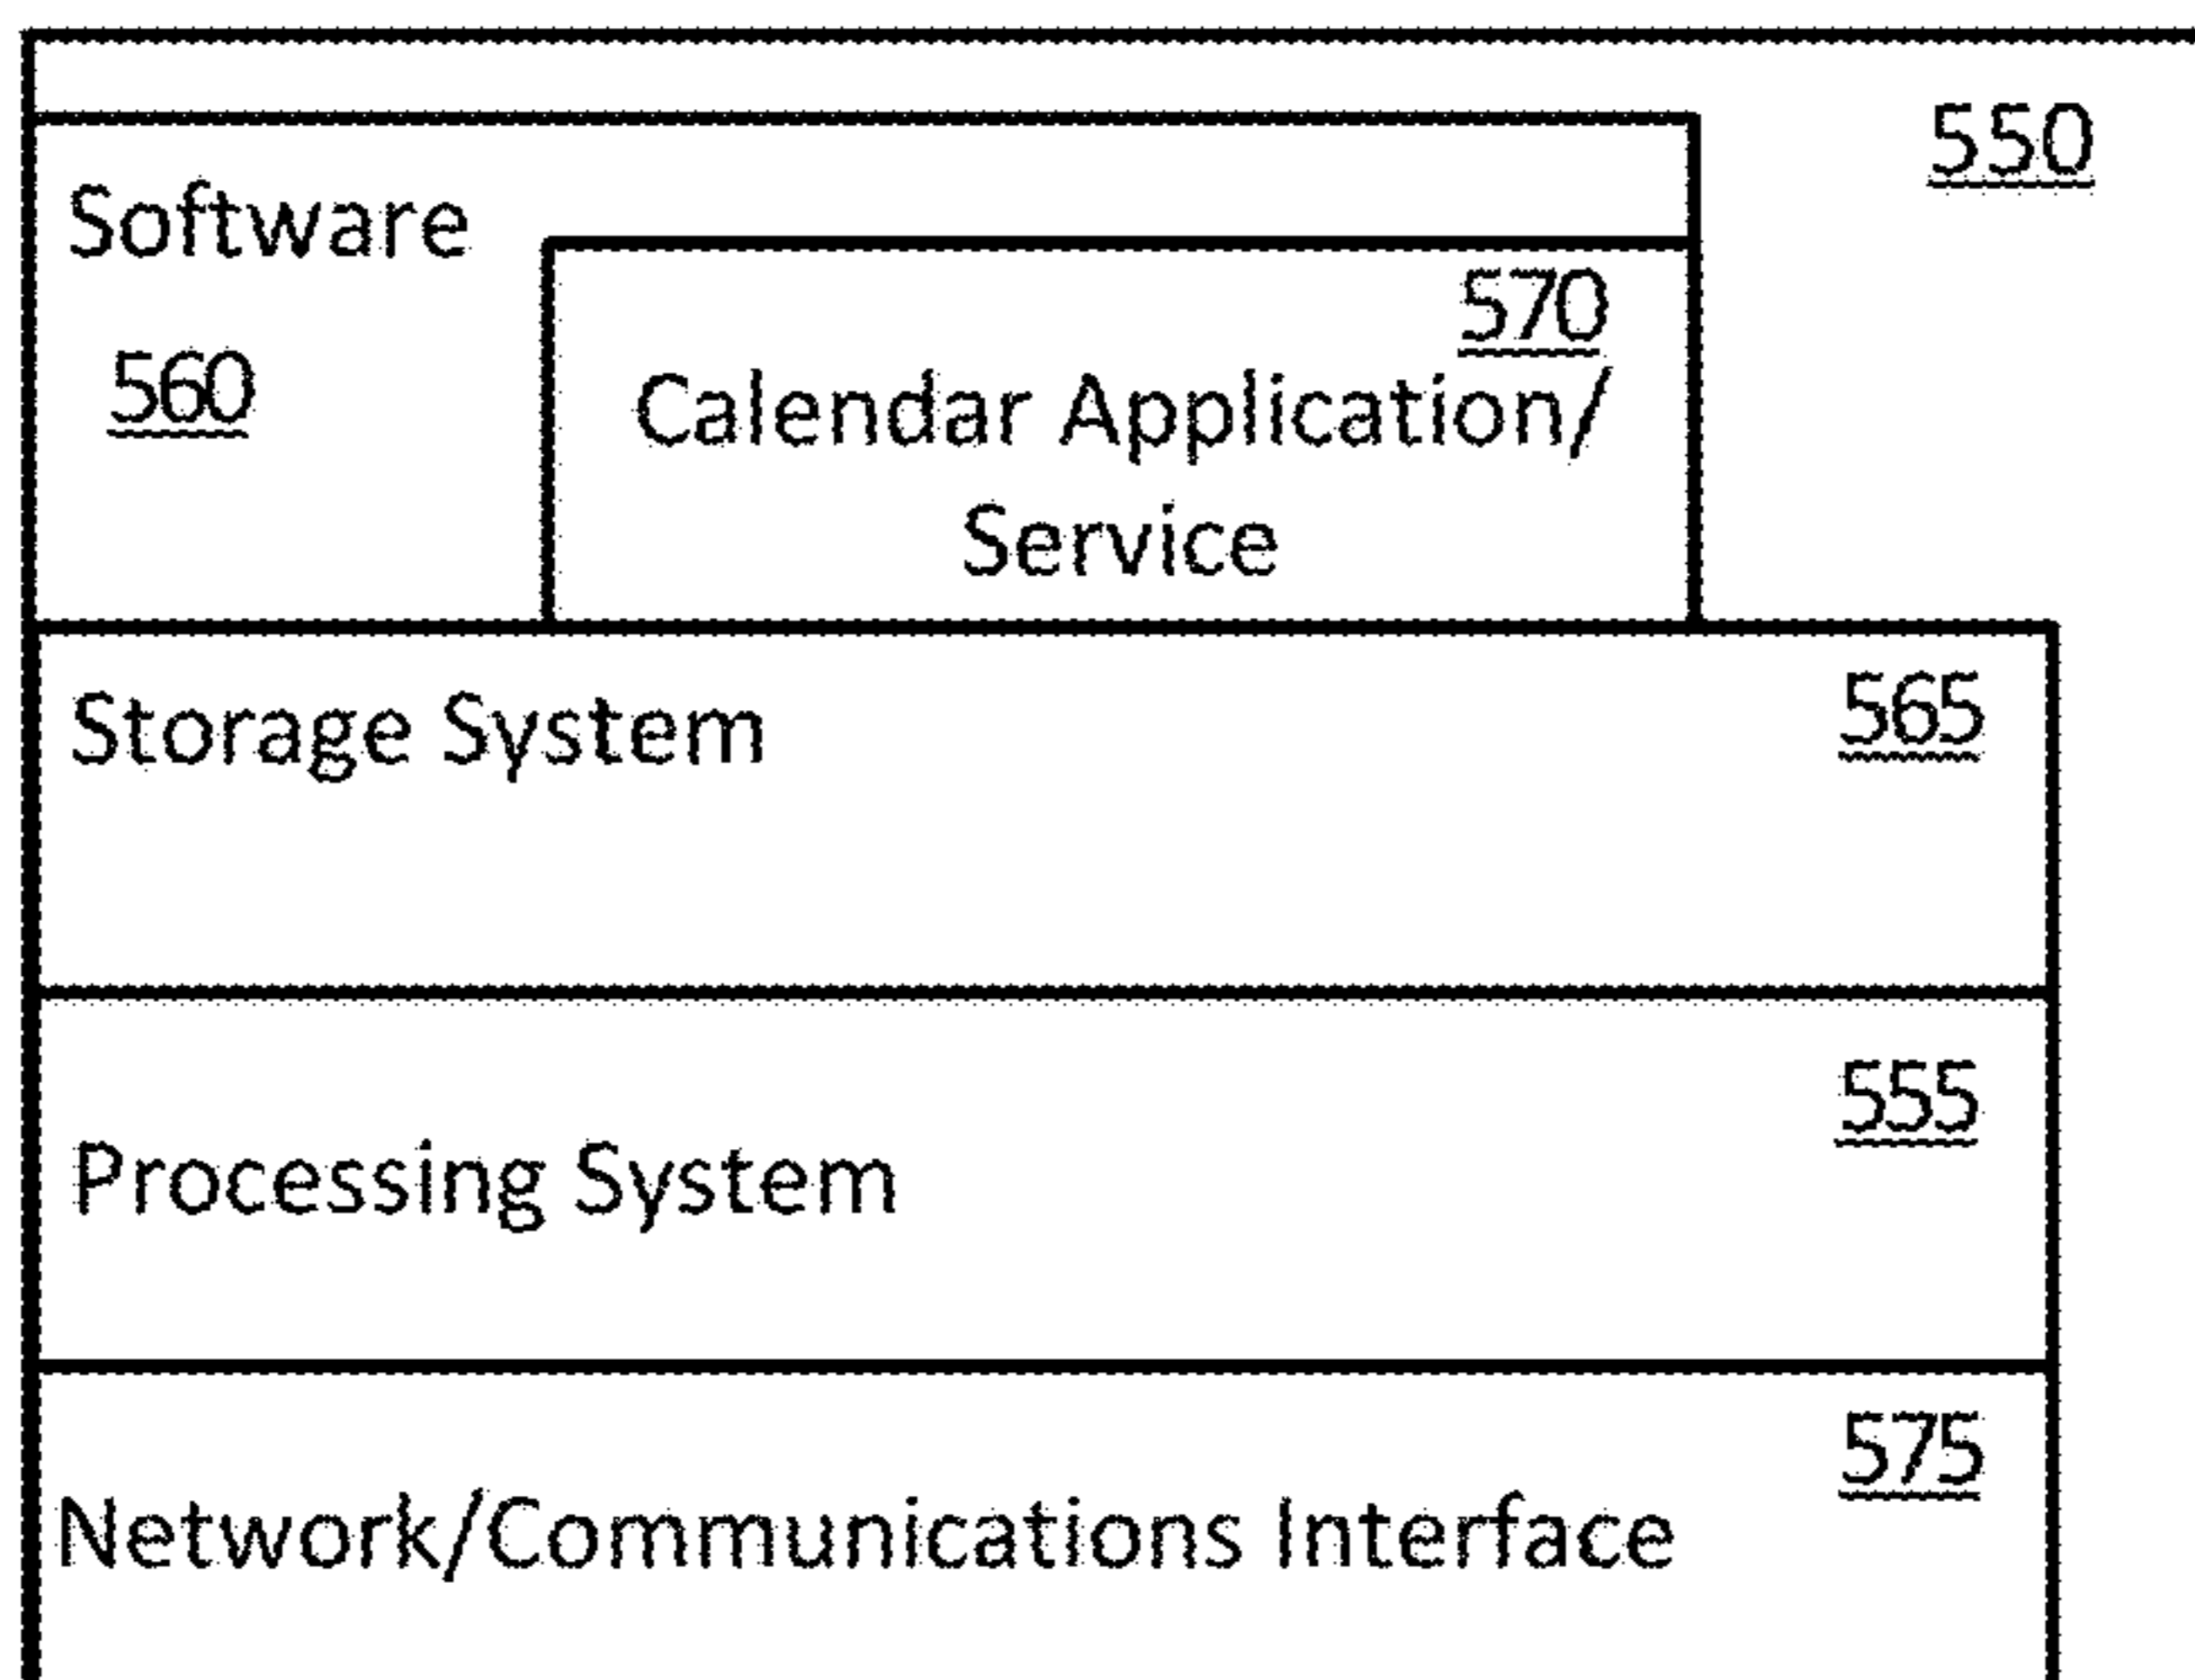 550
Software
560
570
Calendar Application/
Service
Storage System
565
555
Processing System
575
Network/Communications Interface